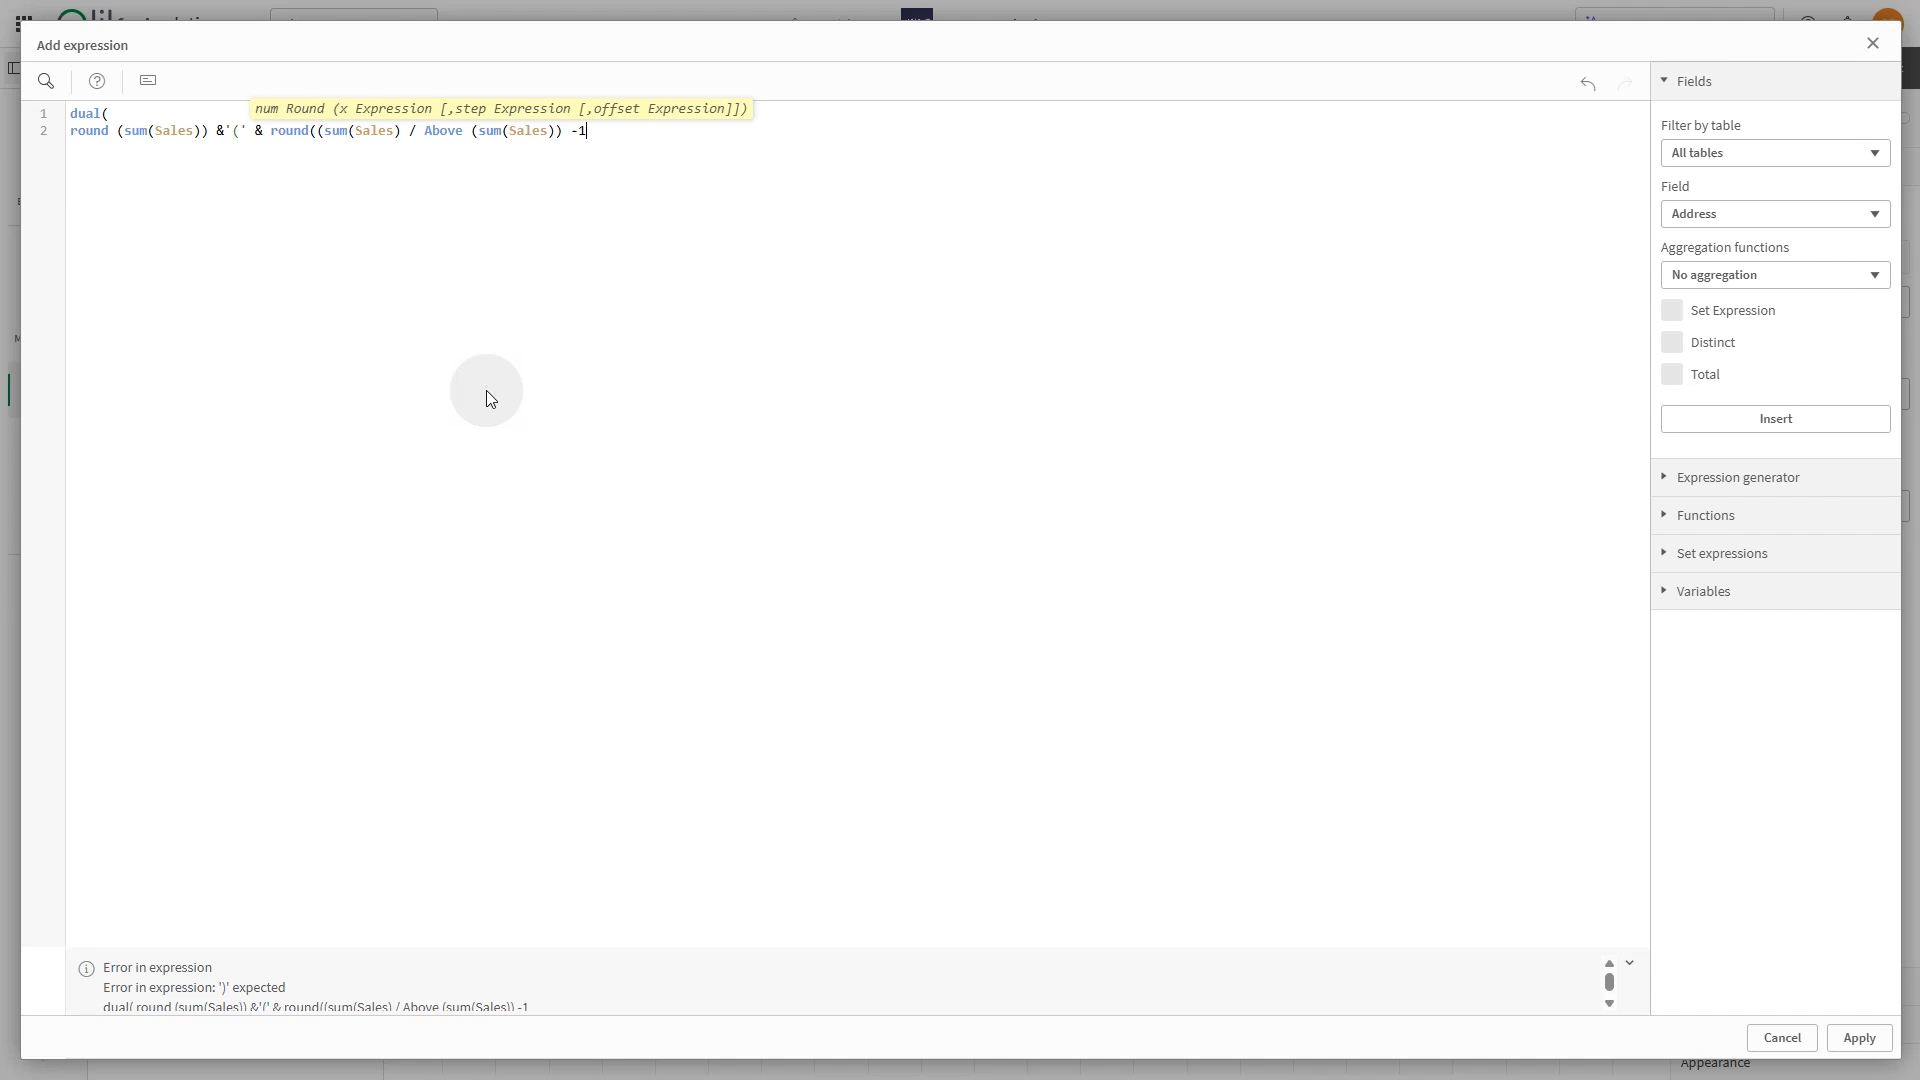 Add expression
Fields
1 dual(
num Round (x Expression [,step Expression [,offset Expression]])
2 round (sum(Sales)) &'(' & round((sum(Sales) / Above (sum(Sales)) -1
Filter by table
All tables
Field
Address
Aggregation functions
No aggregation
Set Expression
Distinct
Total
Insert
Expression generator
Functions
Set expressions
Variables
Error in expression
Error in expression: ')' expected
dual( round (sum(Sales)) &'(' & round((sum(Sales) / Above (sum(Sales)) -1
Cancel
Apply
Appearance